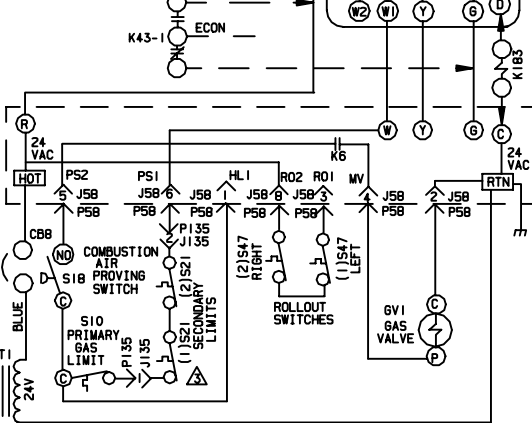 D
W2 W1 Y G
ECON
K43-1
K183
R
W Y G C
24
VAC
K6
24
VAC
HOT
PS2 PS1 HL1 RO2 RO1 MV
RTN
5 J58 6 J58 1 J58 8 J58 3 4 J58 2 J58
P58 P58 P58 P58 P58 P58
P135
2
J135
CB8
NO
COMBUSTION
AIR
PROVING
SWITCH
S18
C
(2)S21
(1)S21
SECONDARY
LIMITS
(2)S47
RIGHT
(1)S47
LEFT
ROLLOUT
SWITCHES
GV1
GAS
VALVE
C
P
BLUE
S10
PRIMARY
GAS
LIMIT
P135
1
J135
C
3
T1
24V